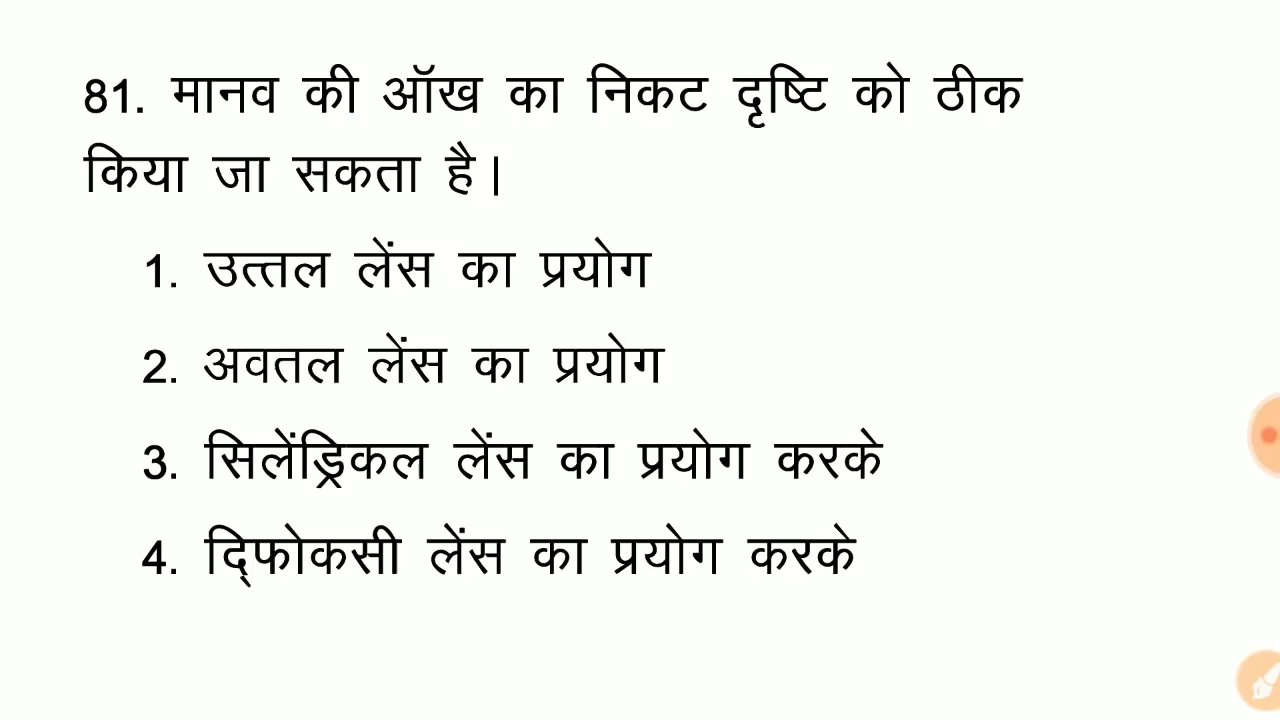 81. मानव की ऑख का निकट दृष्टि को ठीक
किया जा सकता है।
1. उत्तल लेंस का प्रयोग
2. अवतल लेंस का प्रयोग
3. सिलेंड्रिकल लेंस का प्रयोग करके
4. दि्फोकसी लेंस का प्रयोग करके